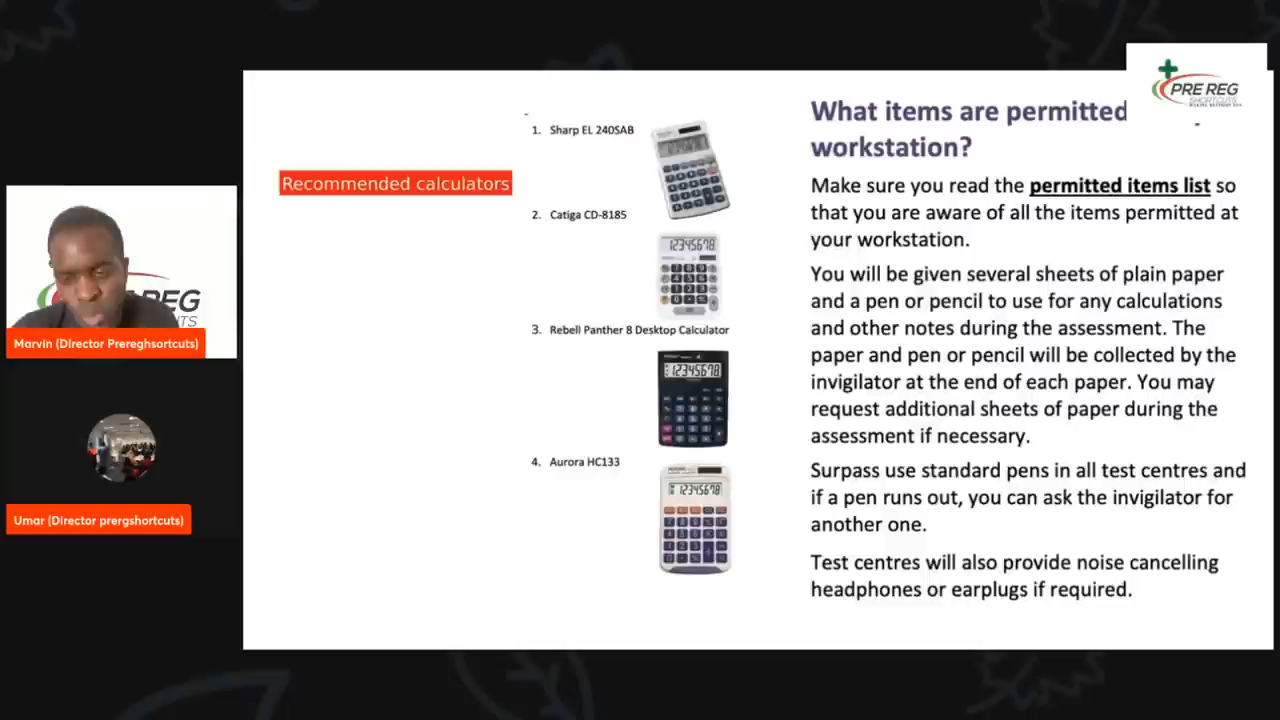 PRE REG
SHORTCUTS
What items are permitted
workstation?
Recommended calculators
1. Sharp EL 240SAB
2. Catiga CD-8185
12345678
3. Rebell Panther 8 Desktop Calculator
12345678
4. Aurora HC133
12345678
Make sure you read the permitted items list so
that you are aware of all the items permitted at
your workstation.
You will be given several sheets of plain paper
and a pen or pencil to use for any calculations
and other notes during the assessment. The
paper and pen or pencil will be collected by the
invigilator at the end of each paper. You may
request additional sheets of paper during the
assessment if necessary.
Surpass use standard pens in all test centres and
if a pen runs out, you can ask the invigilator for
another one.
Test centres will also provide noise cancelling
headphones or earplugs if required.
REG
TS
Marvin (Director Prereghsortcuts)
Umar (Director prergshortcuts)